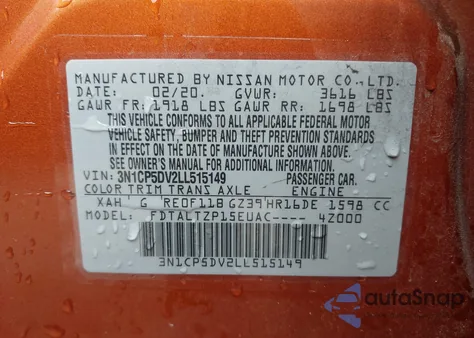 MANUFACTURED BY NISSAN MOTOR CO., LTD.
DATE: 02/20. GVWR: 3616 LBS
GAWR FR: 1918 LBS GAWR RR: 1698 LBS
THIS VEHICLE CONFORMS TO ALL APPLICABLE FEDERAL MOTOR
VEHICLE SAFETY, BUMPER AND THEFT PREVENTION STANDARDS
IN EFFECT ON THE DATE OF MANUFACTURE SHOWN ABOVE.
SEE OWNER'S MANUAL FOR ADDITIONAL INFORMATION.
VIN: 3N1CP5DV2LL515149 PASSENGER CAR.
COLOR TRIM TRANS AXLE ENGINE
XAH G RE0F11B GZ39 HR16DE 1598 CC
MODEL: FDTALTZP15EUAC---- 4Z000
3N1CP5DV2LL515149
autoSnap